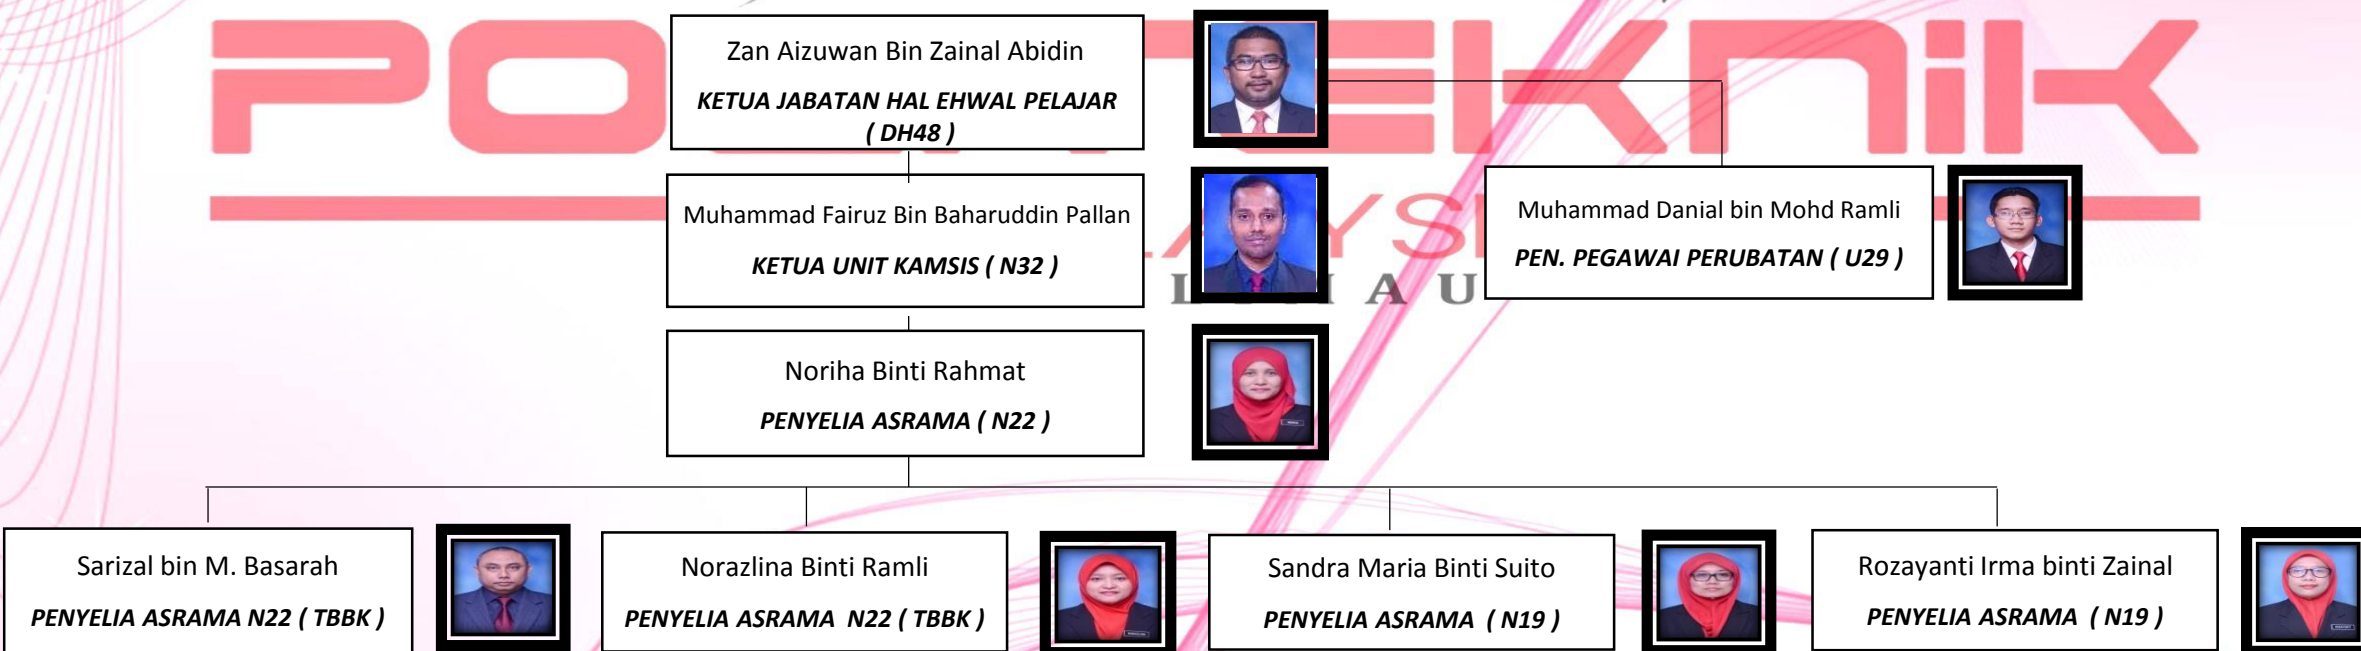 Zan Aizuwan Bin Zainal Abidin
KETUA JABATAN HAL EHWAL PELAJAR
( DH48 )
Muhammad Fairuz Bin Baharuddin Pallan
KETUA UNIT KAMSIS ( N32 )
Muhammad Danial bin Mohd Ramli
PEN. PEGAWAI PERUBATAN ( U29 )
Noriha Binti Rahmat
PENYELIA ASRAMA ( N22 )
Sarizal bin M. Basarah
PENYELIA ASRAMA N22 ( TBBK )
Norazlina Binti Ramli
PENYELIA ASRAMA  N22 ( TBBK )
Sandra Maria Binti Suito
PENYELIA ASRAMA  ( N19 )
Rozayanti Irma binti Zainal
PENYELIA ASRAMA  ( N19 )